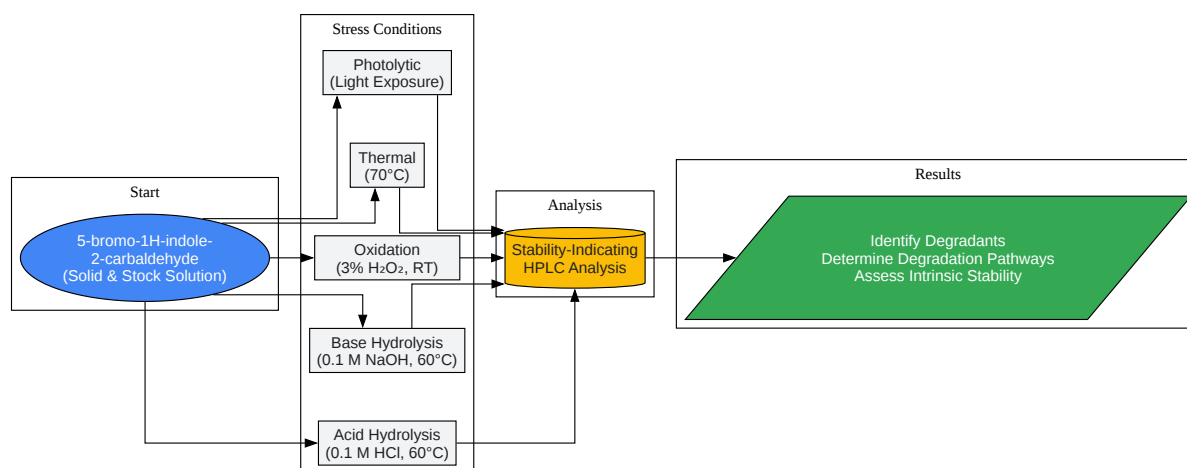 Stress Conditions
Photolytic
(Light Exposure)
Thermal
(70°C)
Start
5-bromo-1H-indole-
2-carbaldehyde
(Solid & Stock Solution)
Oxidation
(3% H₂O₂, RT)
Base Hydrolysis
(0.1 M NaOH, 60°C)
Acid Hydrolysis
(0.1 M HCl, 60°C)
Analysis
Stability-Indicating
HPLC Analysis
Results
Identify Degradants
Determine Degradation Pathways
Assess Intrinsic Stability